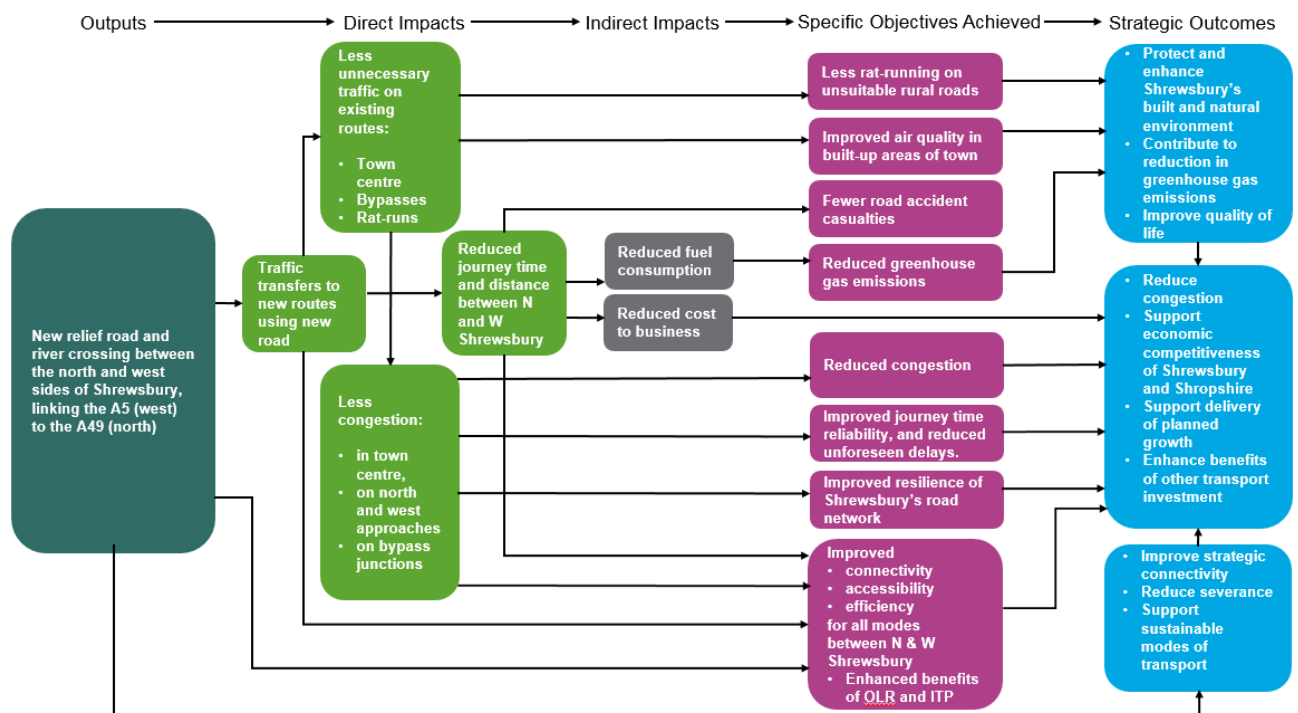 Outputs
Direct Impacts
Indirect Impacts
Specific Objectives Achieved
Strategic Outcomes
New relief road and
river crossing between
the north and west
sides of Shrewsbury,
linking the A5 (west)
to the A49 (north)
Traffic
transfers to
new routes
using new
road
Less
unnecessary
traffic on
existing
routes:
• Town
centre
• Bypasses
• Rat-runs
Reduced
journey time
and distance
between N
and W
Shrewsbury
Less
congestion:
• in town
centre,
• on north
and west
approaches
• on bypass
junctions
Reduced fuel
consumption
Reduced cost
to business
Less rat-running on
unsuitable rural roads
Improved air quality in
built-up areas of town
Fewer road accident
casualties
Reduced greenhouse
gas emissions
Reduced congestion
Improved journey time
reliability, and reduced
unforeseen delays.
Improved resilience of
Shrewsbury's road
network
Improved
• connectivity
• accessibility
• efficiency
for all modes
between N & W
Shrewsbury
• Enhanced benefits
of OLR and ITP
• Protect and
enhance
Shrewsbury's
built and natural
environment
• Contribute to
reduction in
greenhouse gas
emissions
• Improve quality of
life
• Reduce
congestion
• Support
economic
competitiveness
of Shrewsbury
and Shropshire
• Support delivery
of planned
growth
• Enhance benefits
of other transport
investment
• Improve strategic
connectivity
• Reduce severance
• Support
sustainable
modes of
transport